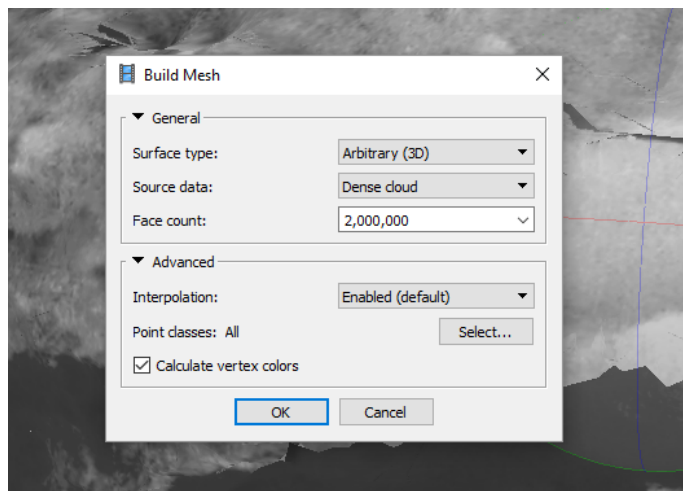 Build Mesh
General
Surface type: Arbitrary (3D)
Source data: Dense cloud
Face count: 2,000,000
Advanced
Interpolation: Enabled (default)
Point classes: All Select...
Calculate vertex colors
OK Cancel